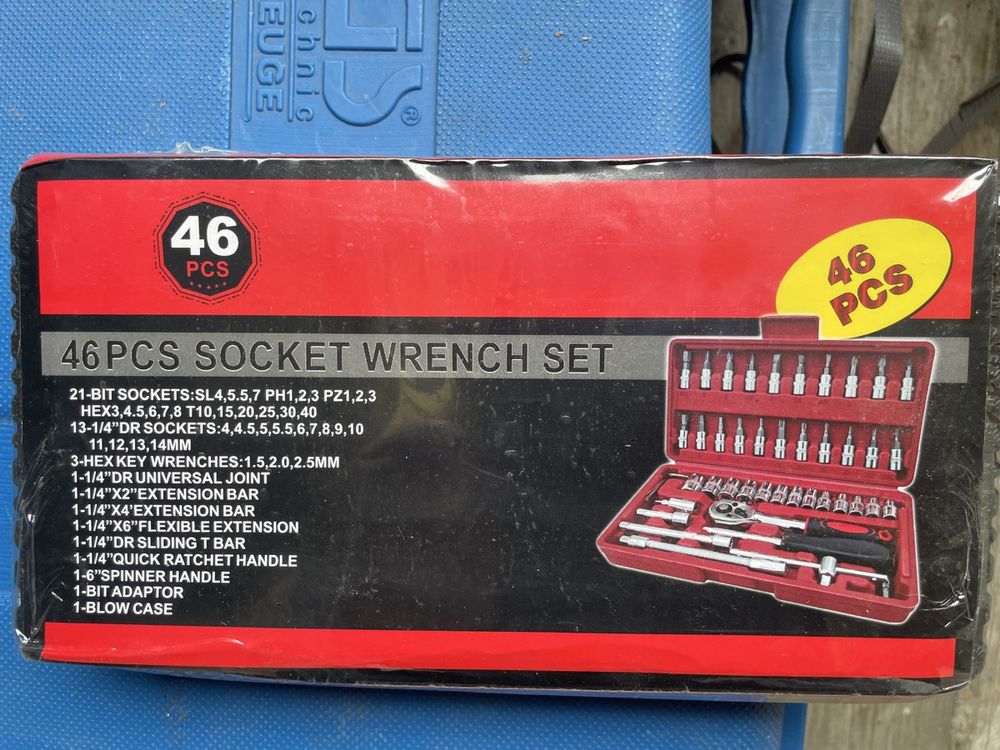 chnic
EUGE
GS®
46
PCS
46
PCS
46PCS SOCKET WRENCH SET
21-BIT SOCKETS:SL4,5.5,7 PH1,2,3 PZ1,2,3
HEX3,4.5.6,7,8 T10,15,20,25,30,40
13-1/4”DR SOCKETS:4,4.5,5,5.5,6,7,8,9,10
11,12,13,14MM
3-HEX KEY WRENCHES:1.5,2.0,2.5MM
1-1/4”DR UNIVERSAL JOINT
1-1/4”X2”EXTENSION BAR
1-1/4”X4’EXTENSION BAR
1-1/4”X6”FLEXIBLE EXTENSION
1-1/4”DR SLIDING T BAR
1-1/4”QUICK RATCHET HANDLE
1-6”SPINNER HANDLE
1-BIT ADAPTOR
1-BLOW CASE